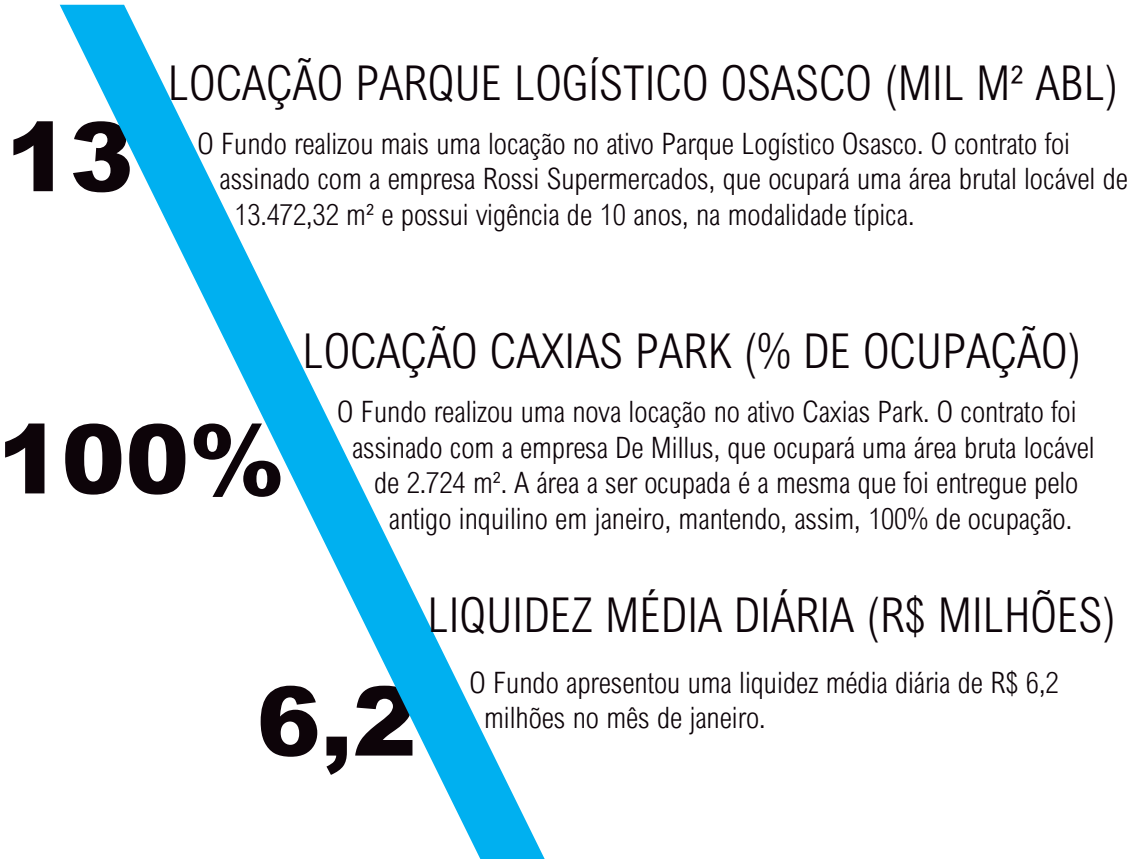 LOCAÇÃO PARQUE LOGÍSTICO OSASCO (MIL M² ABL)
13
O Fundo realizou mais uma locação no ativo Parque Logístico Osasco. O contrato foi
assinado com a empresa Rossi Supermercados, que ocupará uma área brutal locável de
13.472,32 m² e possui vigência de 10 anos, na modalidade típica.
LOCAÇÃO CAXIAS PARK (% DE OCUPAÇÃO)
100%
O Fundo realizou uma nova locação no ativo Caxias Park. O contrato foi
assinado com a empresa De Millus, que ocupará uma área bruta locável
de 2.724 m². A área a ser ocupada é a mesma que foi entregue pelo
antigo inquilino em janeiro, mantendo, assim, 100% de ocupação.
LIQUIDEZ MÉDIA DIÁRIA (R$ MILHÕES)
6,2
O Fundo apresentou uma liquidez média diária de R$ 6,2
milhões no mês de janeiro.